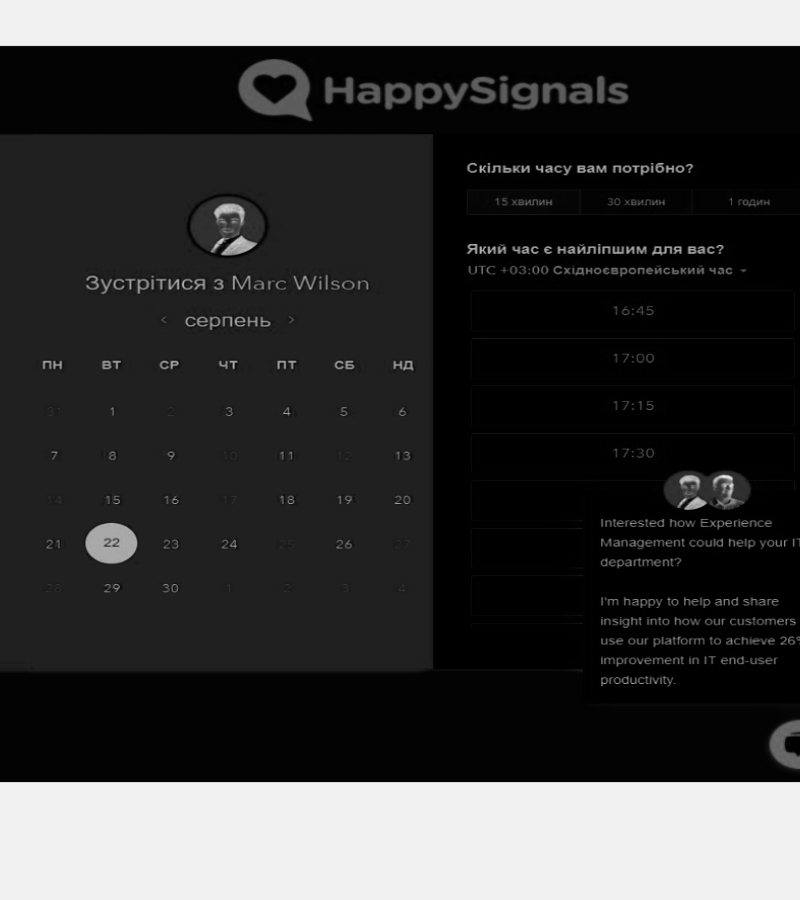 HappySignals
Зустрітися з Marc Wilson
‹ серпень ›
ПН ВТ СР ЧТ ПТ СБ НД
31 1 2 3 4 5 6
7 8 9 10 11 12 13
14 15 16 17 18 19 20
21 22 23 24 25 26 27
28 29 30 1 2 3 4
Скільки часу вам потрібно?
15 хвилин 30 хвилин 1 годин
Який час є найліпшим для вас?
UTC +03:00 Східноєвропейський час
16:45
17:00
17:15
17:30
Interested how Experience
Management could help your IT
department?
I'm happy to help and share
insight into how our customers
use our platform to achieve 26%
improvement in IT end-user
productivity.